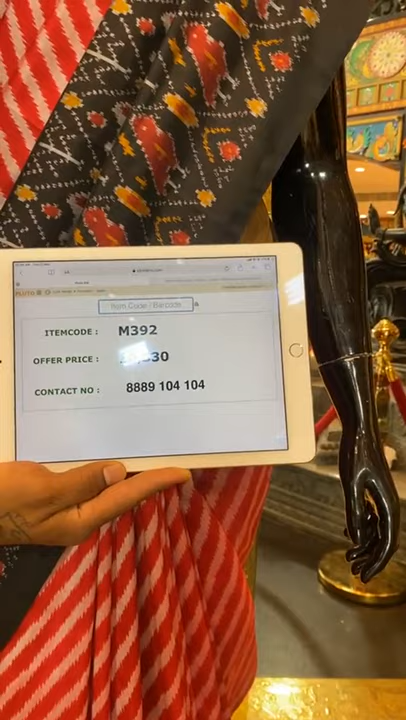 Item Code / Barcode
ITEMCODE : M392
OFFER PRICE :
CONTACT NO : 8889 104 104